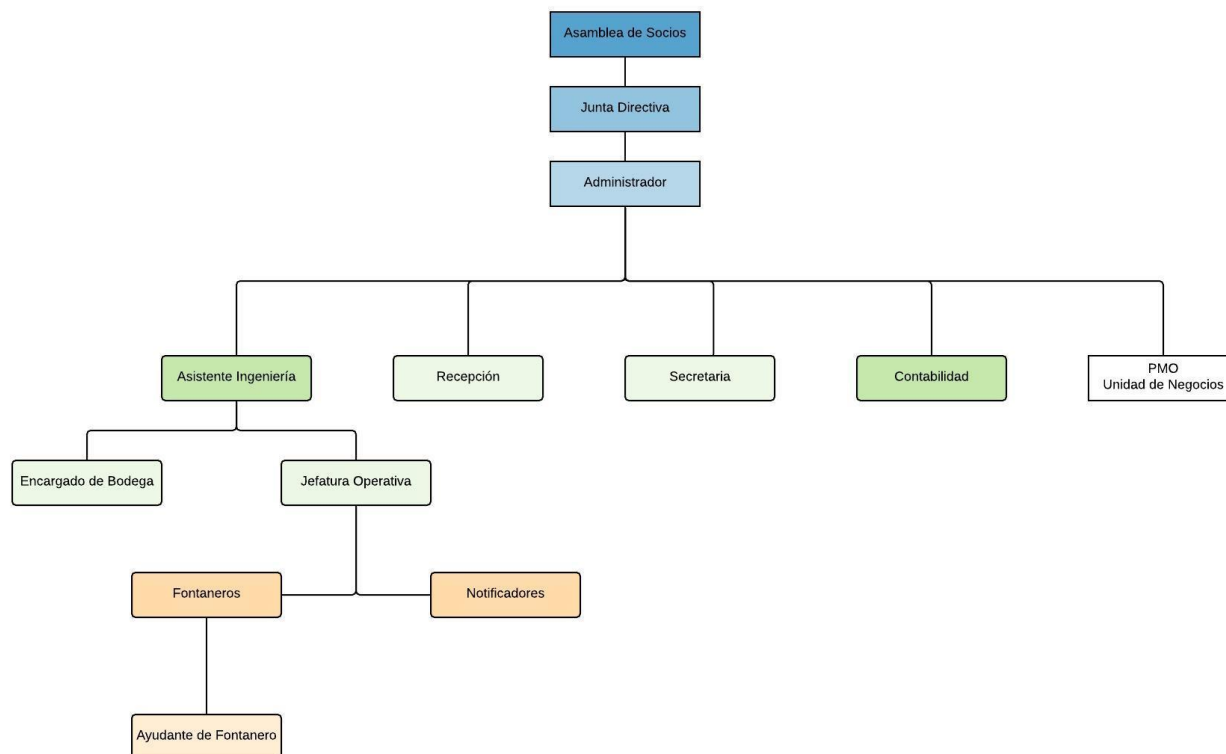 Asamblea de Socios
Junta Directiva
Administrador
Asistente Ingeniería
Recepción
Secretaria
Contabilidad
PMO
Unidad de Negocios
Encargado de Bodega
Jefatura Operativa
Fontaneros
Notificadores
Ayudante de Fontanero